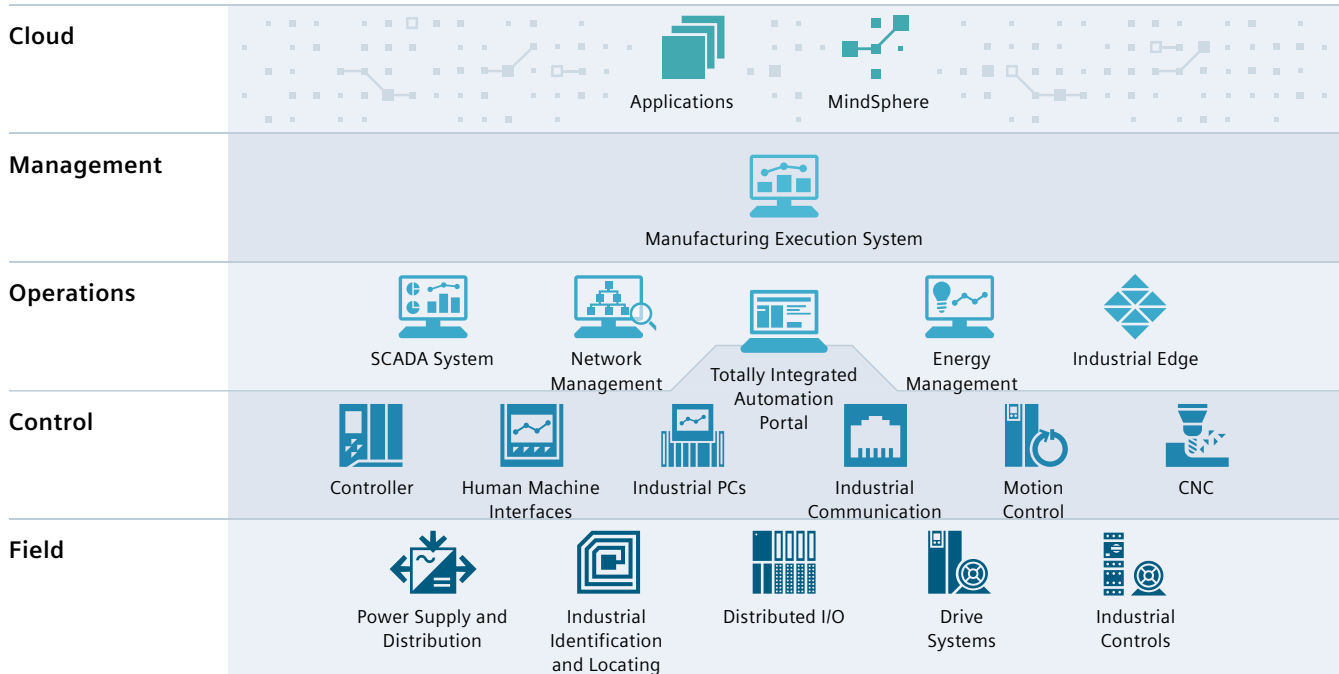 Cloud
Applications
MindSphere
Management
Manufacturing Execution System
Operations
SCADA System
Network
Management
Totally Integrated
Automation
Portal
Energy
Management
Industrial Edge
Control
Controller
Human Machine
Interfaces
Industrial PCs
Industrial
Communication
Motion
Control
CNC
Field
Power Supply and
Distribution
Industrial
Identification
and Locating
Distributed I/O
Drive
Systems
Industrial
Controls